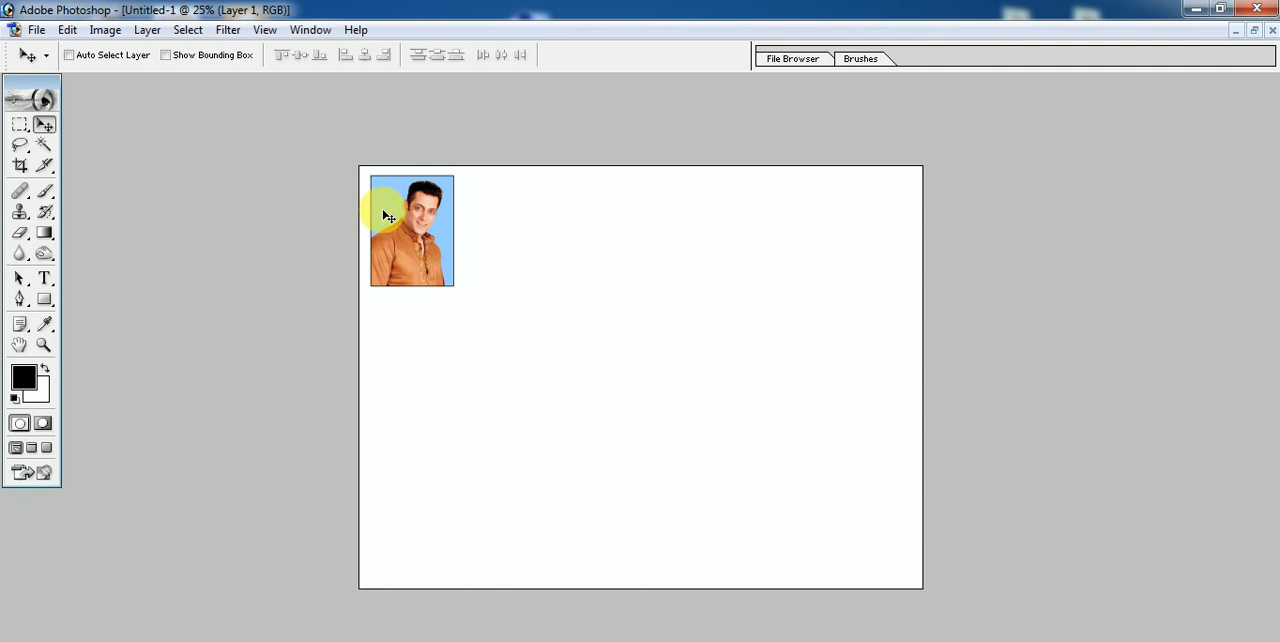 Adobe Photoshop - [Untitled-1 @ 25% (Layer 1, RGB)]
File Edit Image Layer Select Filter View Window Help
Auto Select Layer Show Bounding Box File Browser Brushes
T